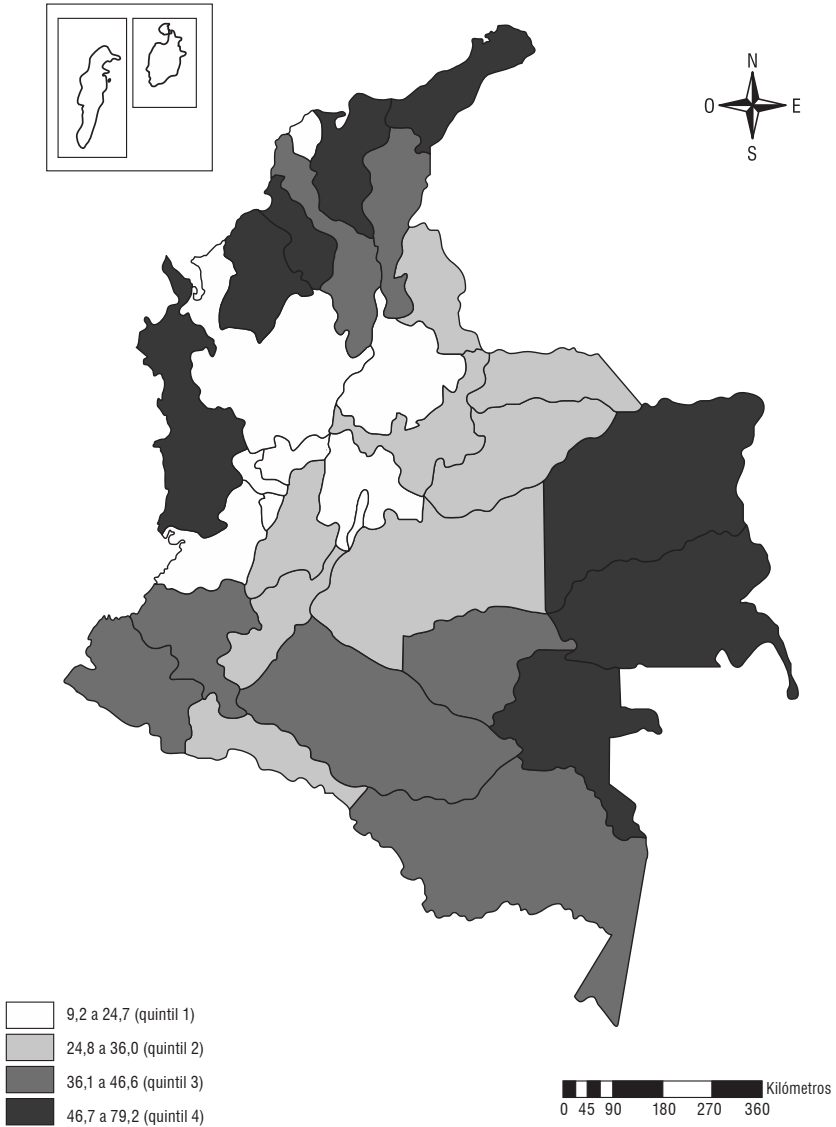 N
O E
S
9,2 a 24,7 (quintil 1)
24,8 a 36,0 (quintil 2)
36,1 a 46,6 (quintil 3)
46,7 a 79,2 (quintil 4)
Kilómetros
0 45 90 180 270 360